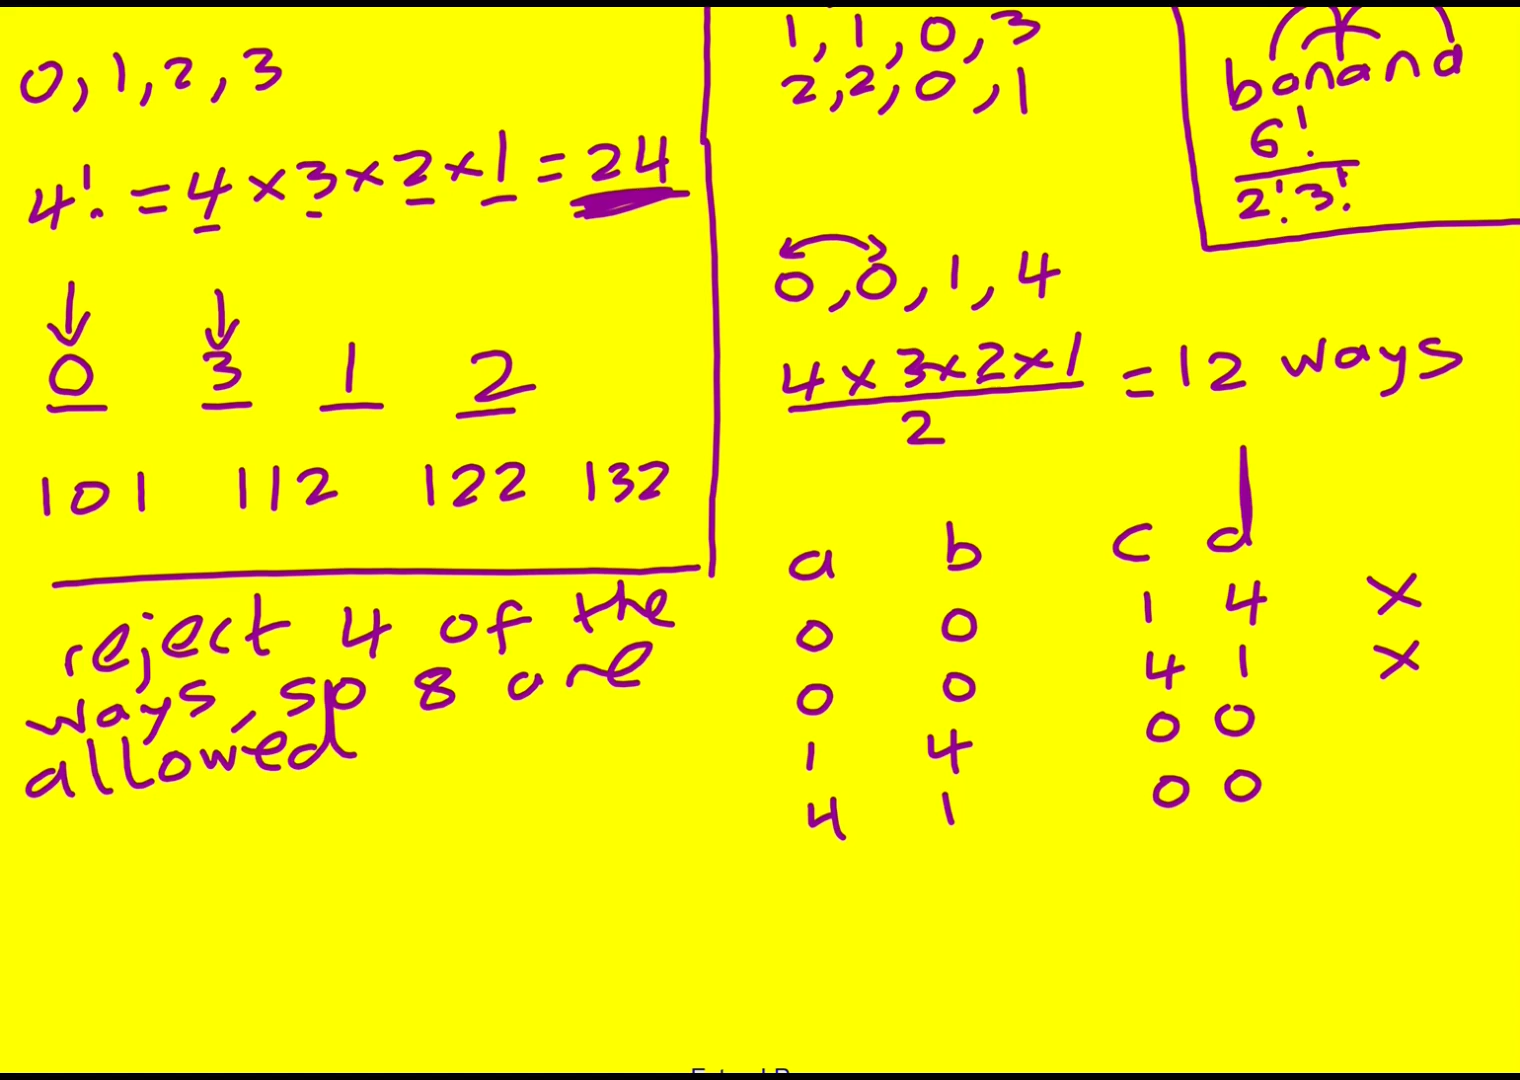 0, 1, 2, 3
4! = 4 × 3 × 2 × 1 = 24
0 3 1 2
101 112 122 132
reject 4 of the
ways, so 8 are
allowed
1, 1, 0, 3
2, 2, 0, 1
banana
6!
2! 3!
0, 0, 1, 4
4 × 3 × 2 × 1 = 12 ways
2
a b c d
0 0 1 4 ×
0 0 4 1 ×
1 4 0 0
4 1 0 0